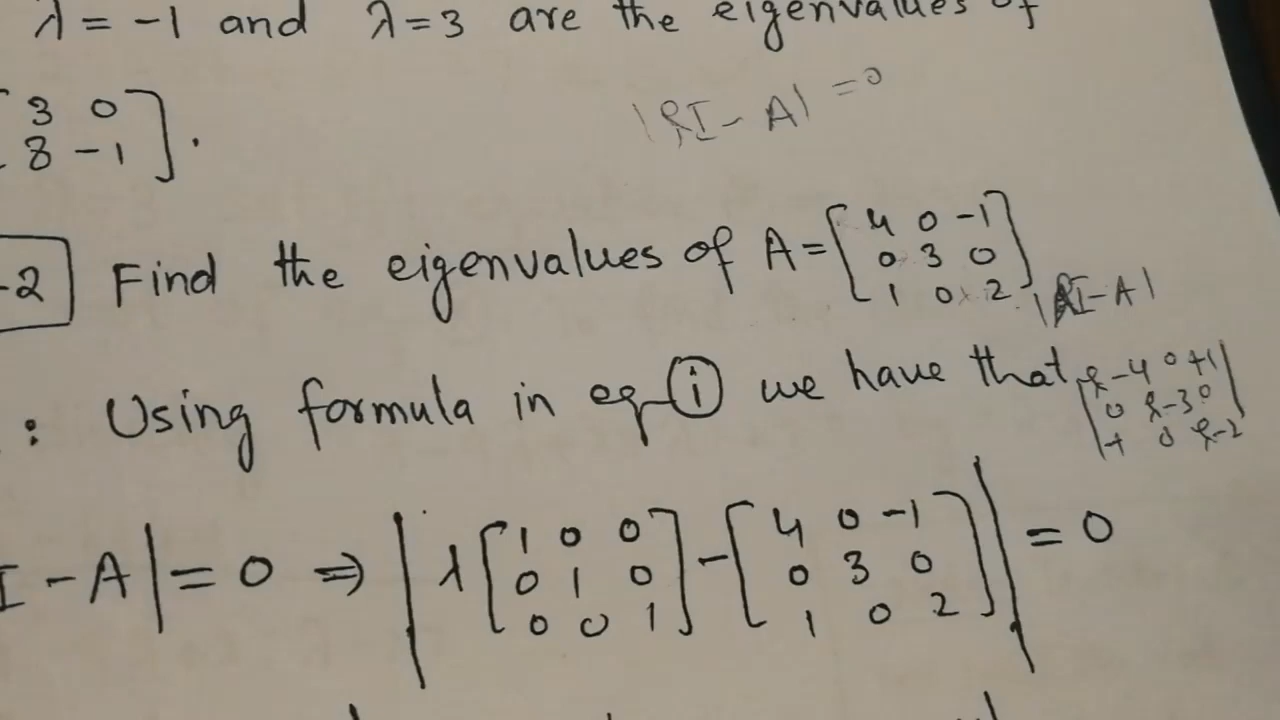 λ = -1 and λ = 3 are the eigenvalues of
|λI - A| = 0
3 0
8 -1 ].
-2 Find the eigenvalues of A = [ 4 0 -1
0 3 0
1 0 2 ]
|λI - A|
: Using formula in eq (i) we have that
| λ-4 0 +1 |
0 λ-3 0
0 λ-2
I - A| = 0 ⇒ | λ [ 1 0 0
0 1 0
0 0 1 ] - [ 4 0 -1
0 3 0
1 0 2 ] | = 0